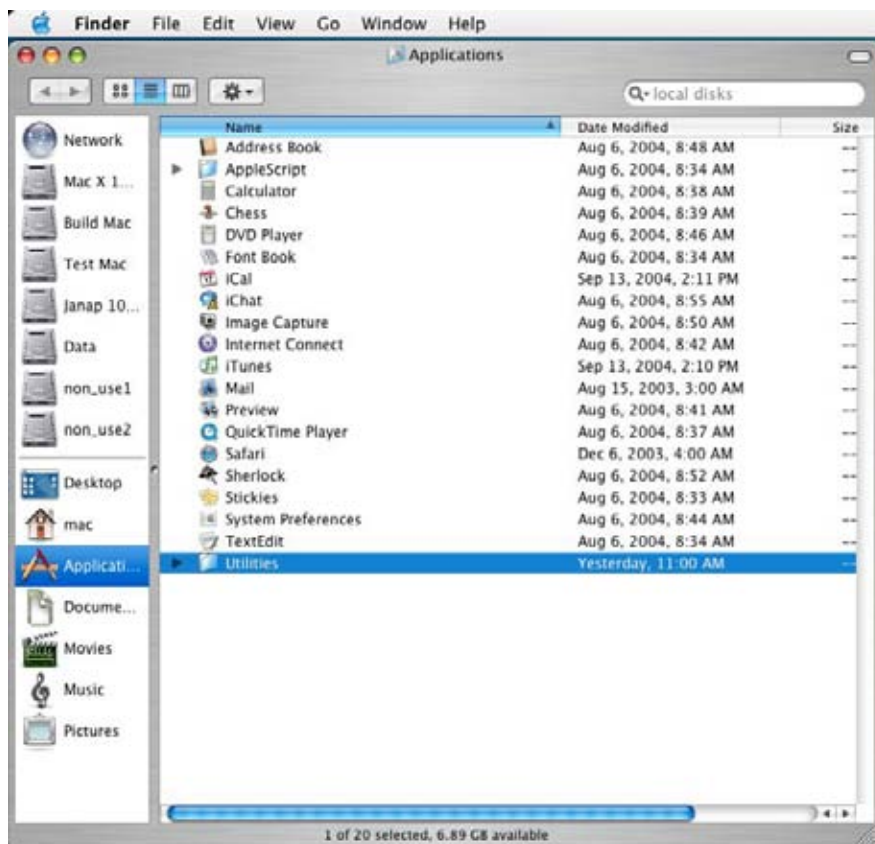 Finder File Edit View Go Window Help
Applications
local disks
Name Date Modified Size
Address Book Aug 6, 2004, 8:48 AM --
AppleScript Aug 6, 2004, 8:34 AM --
Calculator Aug 6, 2004, 8:38 AM --
Chess Aug 6, 2004, 8:39 AM --
DVD Player Aug 6, 2004, 8:46 AM --
Font Book Aug 6, 2004, 8:34 AM --
iCal Sep 13, 2004, 2:11 PM --
iChat Aug 6, 2004, 8:55 AM --
Image Capture Aug 6, 2004, 8:50 AM --
Internet Connect Aug 6, 2004, 8:42 AM --
iTunes Sep 13, 2004, 2:10 PM --
Mail Aug 15, 2003, 3:00 AM --
Preview Aug 6, 2004, 8:41 AM --
QuickTime Player Aug 6, 2004, 8:37 AM --
Safari Dec 6, 2003, 4:00 AM --
Sherlock Aug 6, 2004, 8:52 AM --
Stickies Aug 6, 2004, 8:33 AM --
System Preferences Aug 6, 2004, 8:44 AM --
TextEdit Aug 6, 2004, 8:34 AM --
Utilities Yesterday, 11:00 AM --
Network
Mac X 1...
Build Mac
Test Mac
Janap 10...
Data
non_use1
non_use2
Desktop
mac
Applicati...
Docume...
Movies
Music
Pictures
1 of 20 selected, 6.89 GB available